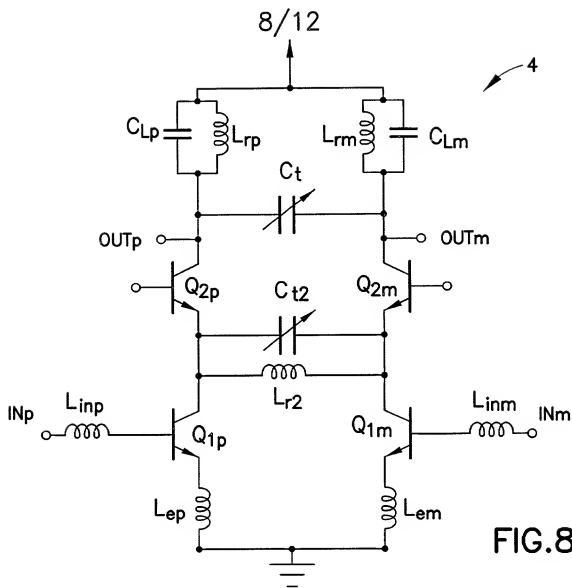 8/12
4
CLp
Lrp
Lrm
CLm
Ct
OUTp
OUTm
Q2p
Ct2
Q2m
Linp
Lr2
Linm
INp
INm
Q1p
Q1m
Lep
Lem
FIG.8